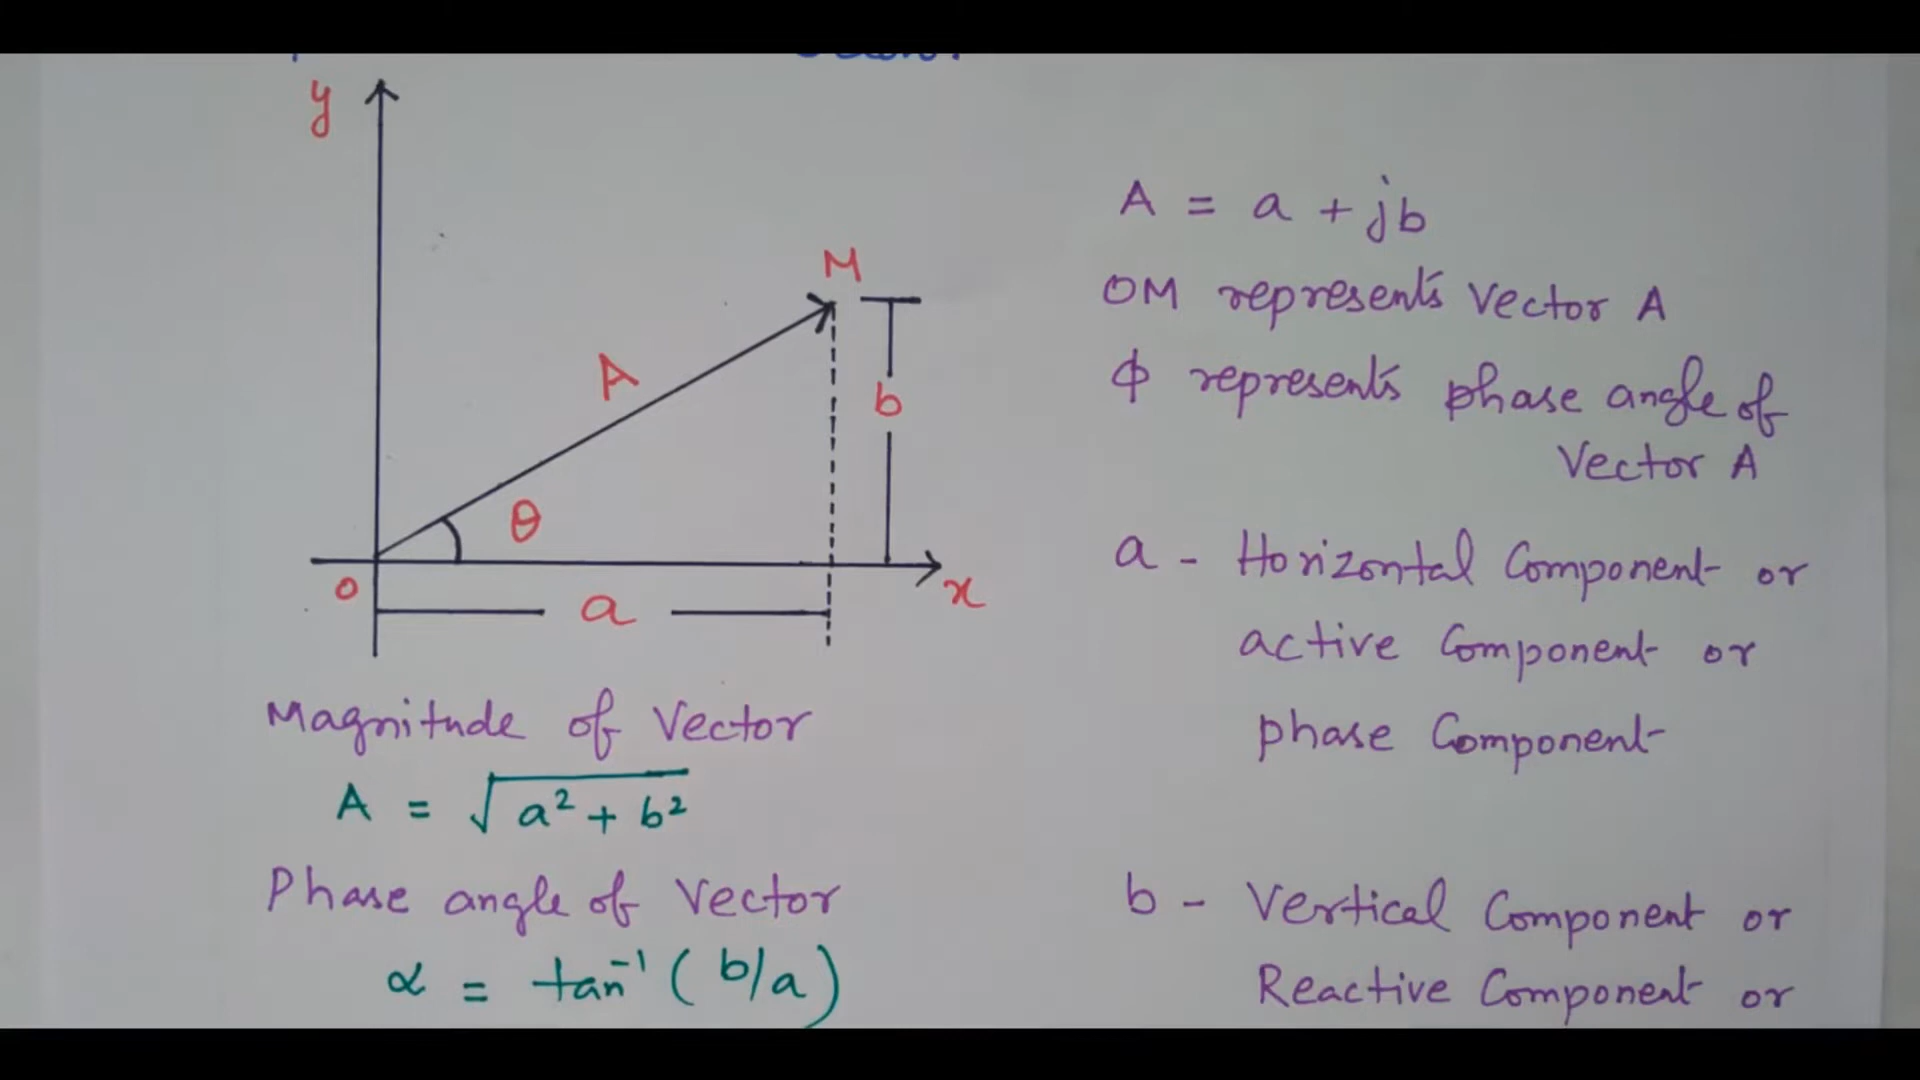 y
M
A
b
θ
o
a
x
Magnitude of Vector
A = √a² + b²
Phase angle of Vector
α = tan⁻¹ ( b/a )
A = a + jb
OM represents Vector A
ϕ represents phase angle of
Vector A
a - Horizontal Component or
active Component or
phase Component
b - Vertical Component or
Reactive Component or